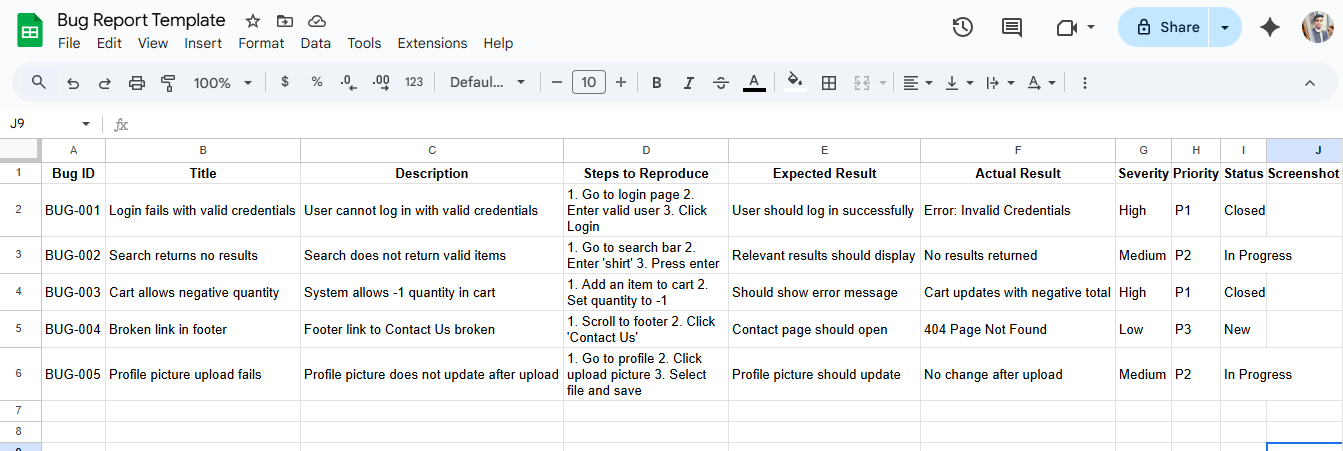 Bug Report Template
File Edit View Insert Format Data Tools Extensions Help
Share
100% $ % .0 .00 123 Defaul... 10 B I S A
J9 fx
A B C D E F G H I J
1 Bug ID Title Description Steps to Reproduce Expected Result Actual Result Severity Priority Status Screenshot
2 BUG-001 Login fails with valid credentials User cannot log in with valid credentials 1. Go to login page 2. Enter valid user 3. Click Login User should log in successfully Error: Invalid Credentials High P1 Closed
3 BUG-002 Search returns no results Search does not return valid items 1. Go to search bar 2. Enter 'shirt' 3. Press enter Relevant results should display No results returned Medium P2 In Progress
4 BUG-003 Cart allows negative quantity System allows -1 quantity in cart 1. Add an item to cart 2. Set quantity to -1 Should show error message Cart updates with negative total High P1 Closed
5 BUG-004 Broken link in footer Footer link to Contact Us broken 1. Scroll to footer 2. Click 'Contact Us' Contact page should open 404 Page Not Found Low P3 New
6 BUG-005 Profile picture upload fails Profile picture does not update after upload 1. Go to profile 2. Click upload picture 3. Select file and save Profile picture should update No change after upload Medium P2 In Progress
7
8
9